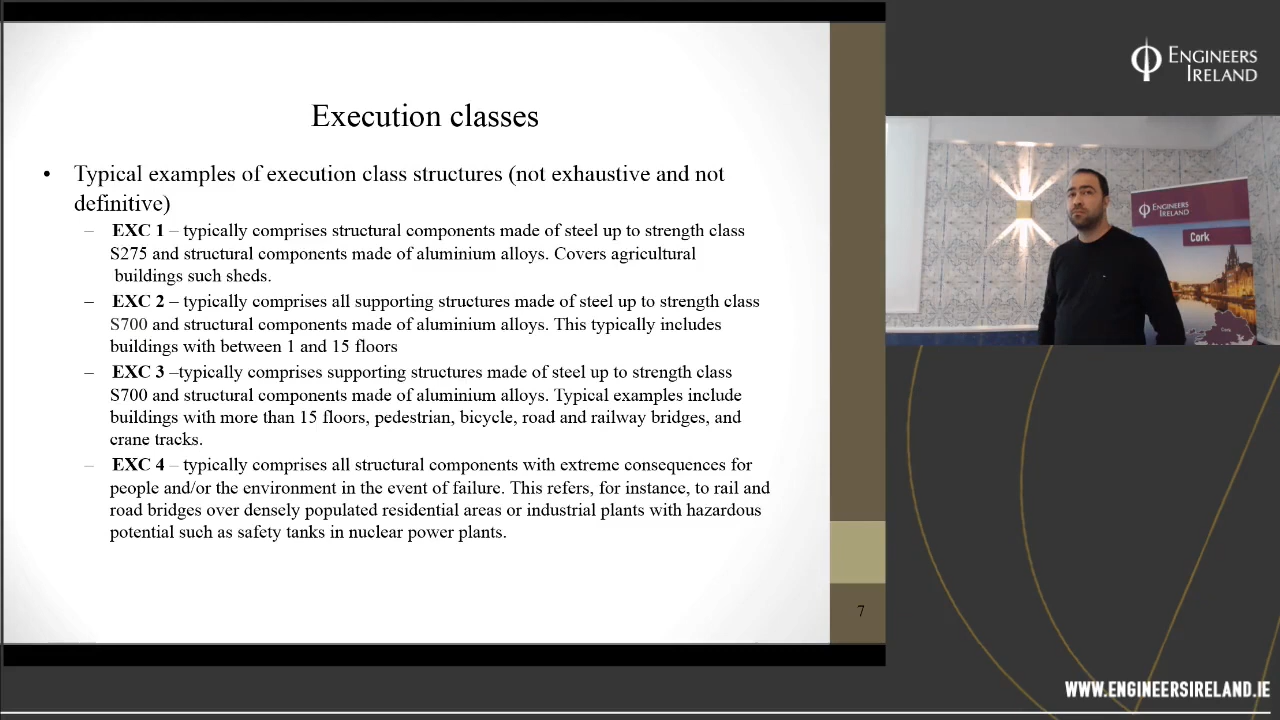 Execution classes
• Typical examples of execution class structures (not exhaustive and not
definitive)
– EXC 1 – typically comprises structural components made of steel up to strength class
S275 and structural components made of aluminium alloys. Covers agricultural
buildings such sheds.
– EXC 2 – typically comprises all supporting structures made of steel up to strength class
S700 and structural components made of aluminium alloys. This typically includes
buildings with between 1 and 15 floors
– EXC 3 –typically comprises supporting structures made of steel up to strength class
S700 and structural components made of aluminium alloys. Typical examples include
buildings with more than 15 floors, pedestrian, bicycle, road and railway bridges, and
crane tracks.
– EXC 4 – typically comprises all structural components with extreme consequences for
people and/or the environment in the event of failure. This refers, for instance, to rail and
road bridges over densely populated residential areas or industrial plants with hazardous
potential such as safety tanks in nuclear power plants.
7
ENGINEERS
IRELAND
ENGINEERS
IRELAND
Cork
WWW.ENGINEERSIRELAND.IE